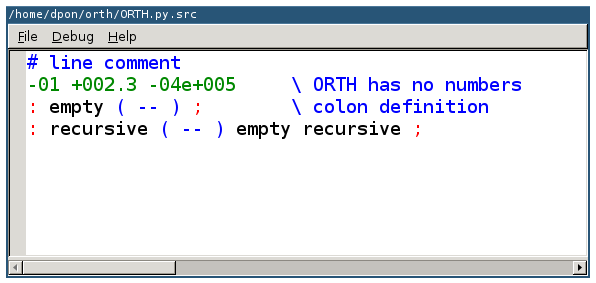 /home/dpon/orth/ORTH.py.src
File Debug Help
# line comment
-01 +002.3 -04e+005 \ ORTH has no numbers
: empty ( -- ) ; \ colon definition
: recursive ( -- ) empty recursive ;